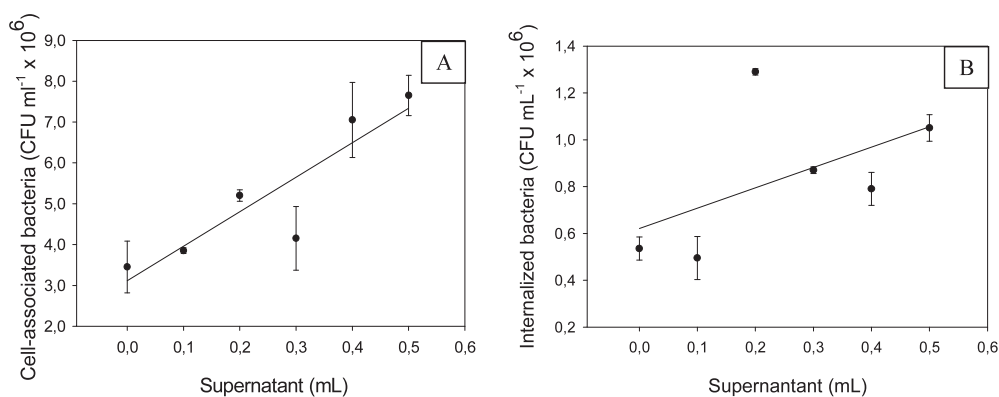 Cell-associated bacteria (CFU ml-1 x 106)
9,0
8,0
7,0
6,0
5,0
4,0
3,0
2,0
A
0,0 0,1 0,2 0,3 0,4 0,5 0,6
Supernatant (mL)
Internalized bacteria (CFU mL-1 x 106)
1,4
1,2
1,0
0,8
0,6
0,4
0,2
B
0,0 0,1 0,2 0,3 0,4 0,5 0,6
Supernantant (mL)